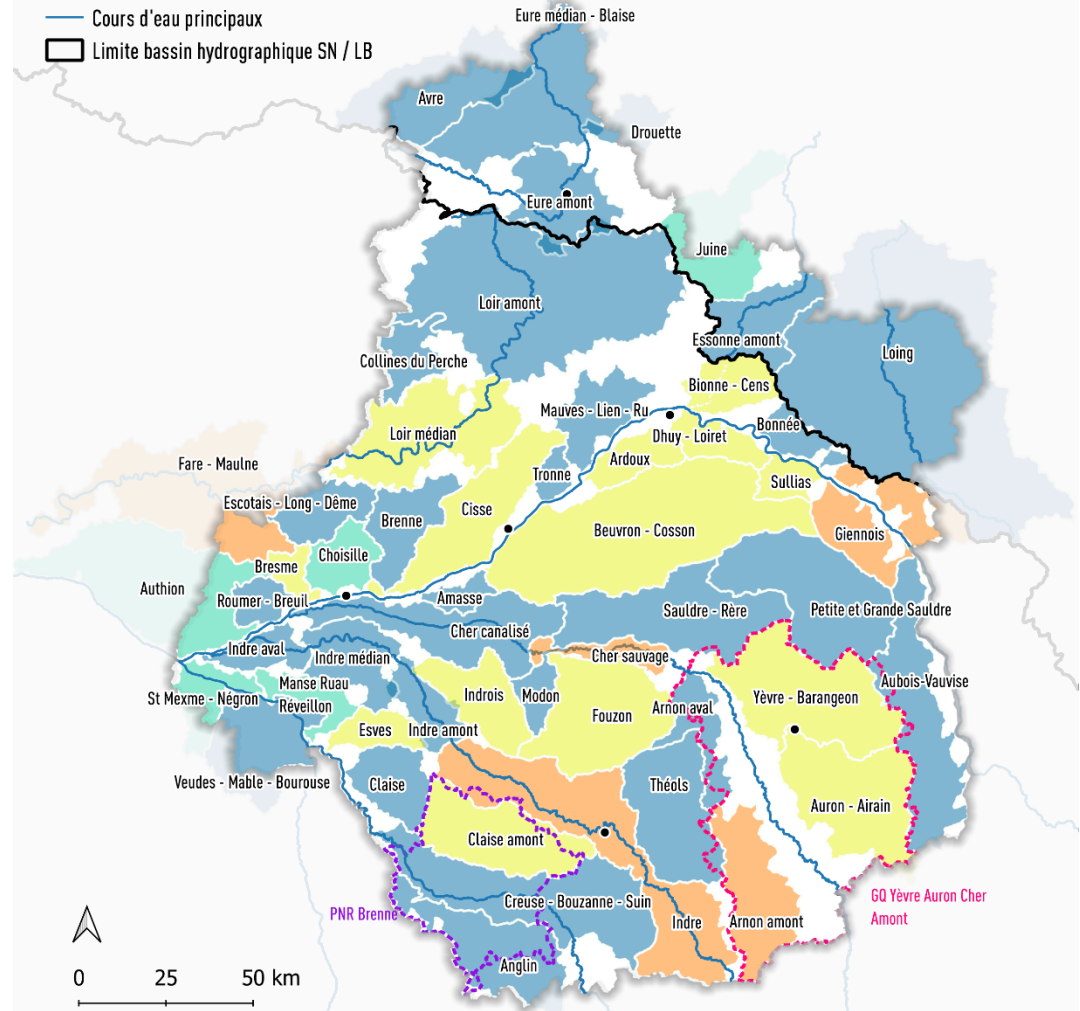 Cours d'eau principaux
Limite bassin hydrographique SN / LB
Eure médian - Blaise
Avre
Drouette
Eure amont
Juine
Loir amont
Essonne amont
Loing
Collines du Perche
Bionne - Cens
Mauves - Lien - Ru
Bonnée
Loir médian
Dhuy - Loiret
Fare - Maulne
Ardoux
Tronne
Sullias
Escotais - Long - Dême
Cisse
Brenne
Beuvron - Cosson
Giennois
Choisille
Bresme
Authion
Roumer - Breuil
Amasse
Sauldre - Rère
Petite et Grande Sauldre
Cher canalisé
Indre aval
Indre médian
Cher sauvage
Manse Ruau
Aubois-Vauvise
St Mexme - Négron
Réveillon
Indrois
Modon
Yèvre - Barangeon
Arnon aval
Fouzon
Esves
Indre amont
Veudes - Mable - Bourouse
Claise
Théols
Auron - Airain
Claise amont
GQ Yèvre Auron Cher
Amont
PNR Brenne
Creuse - Bouzanne - Suin
Indre
Arnon amont
Anglin
0 25 50 km